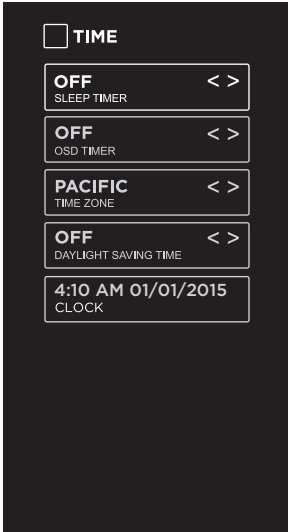 TIME
OFF < >
SLEEP TIMER
OFF < >
OSD TIMER
PACIFIC < >
TIME ZONE
OFF < >
DAYLIGHT SAVING TIME
4:10 AM 01/01/2015
CLOCK